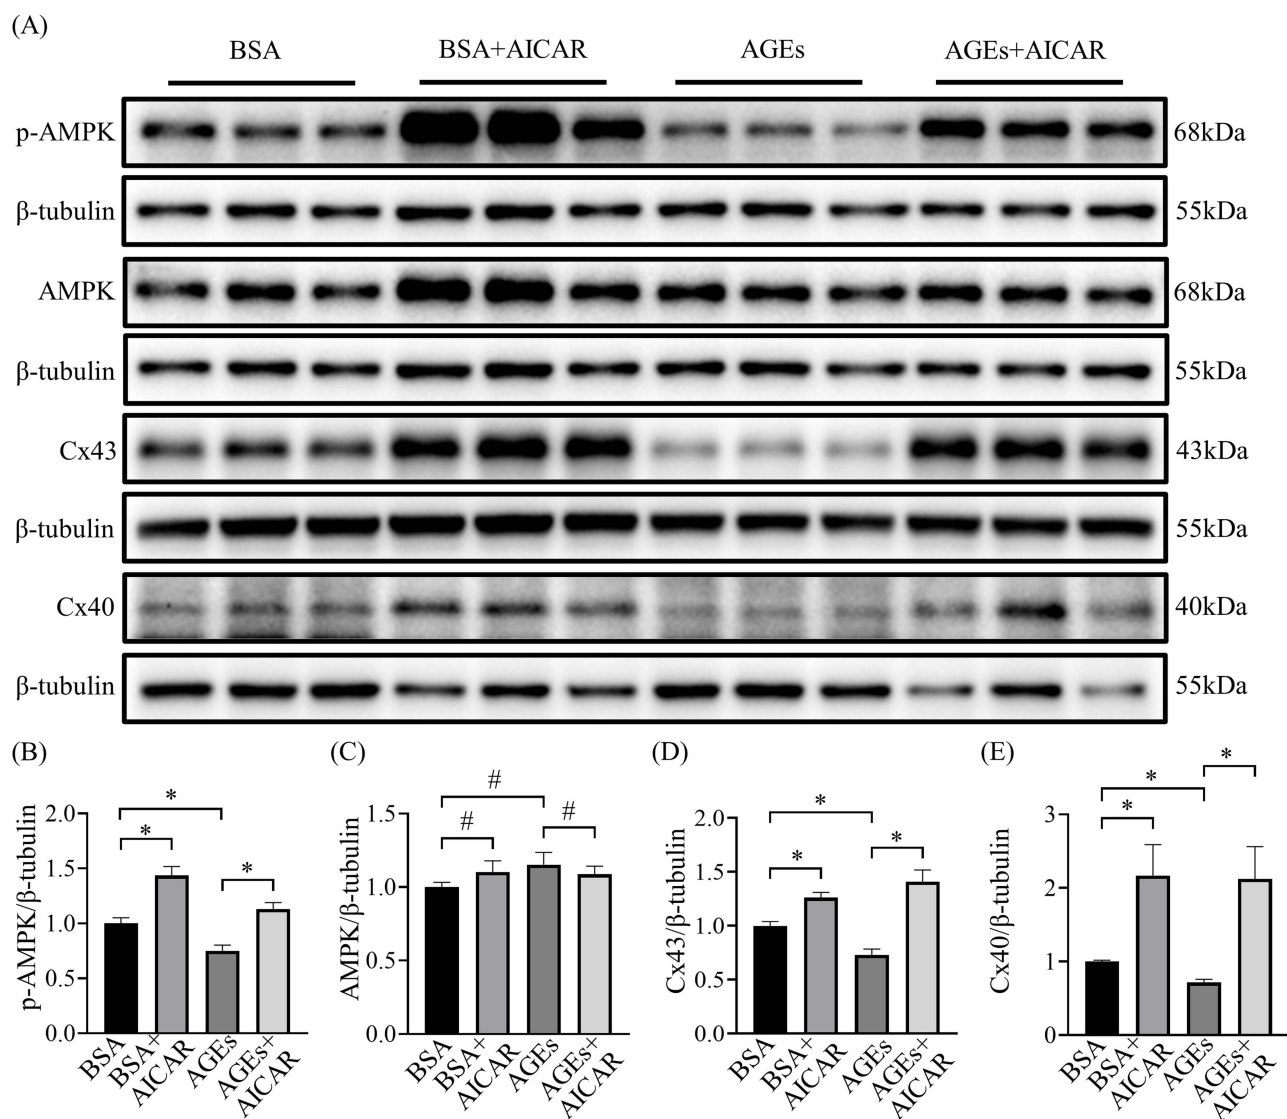 (A)
BSA BSA+AICAR AGEs AGEs+AICAR
p-AMPK 68kDa
β-tubulin 55kDa
AMPK 68kDa
β-tubulin 55kDa
Cx43 43kDa
β-tubulin 55kDa
Cx40 40kDa
β-tubulin 55kDa
(B)
p-AMPK/β-tubulin
2.0
1.5
1.0
0.5
0.0
* * *
BSA
BSA+
AICAR
AGEs
AGEs+
AICAR
(C)
AMPK/β-tubulin
1.5
1.0
0.5
0.0
# # #
BSA
BSA+
AICAR
AGEs
AGEs+
AICAR
(D)
Cx43/β-tubulin
2.0
1.5
1.0
0.5
0.0
* * *
BSA
BSA+
AICAR
AGEs
AGEs+
AICAR
(E)
Cx40/β-tubulin
3
2
1
0
* * *
BSA
BSA+
AICAR
AGEs
AGEs+
AICAR